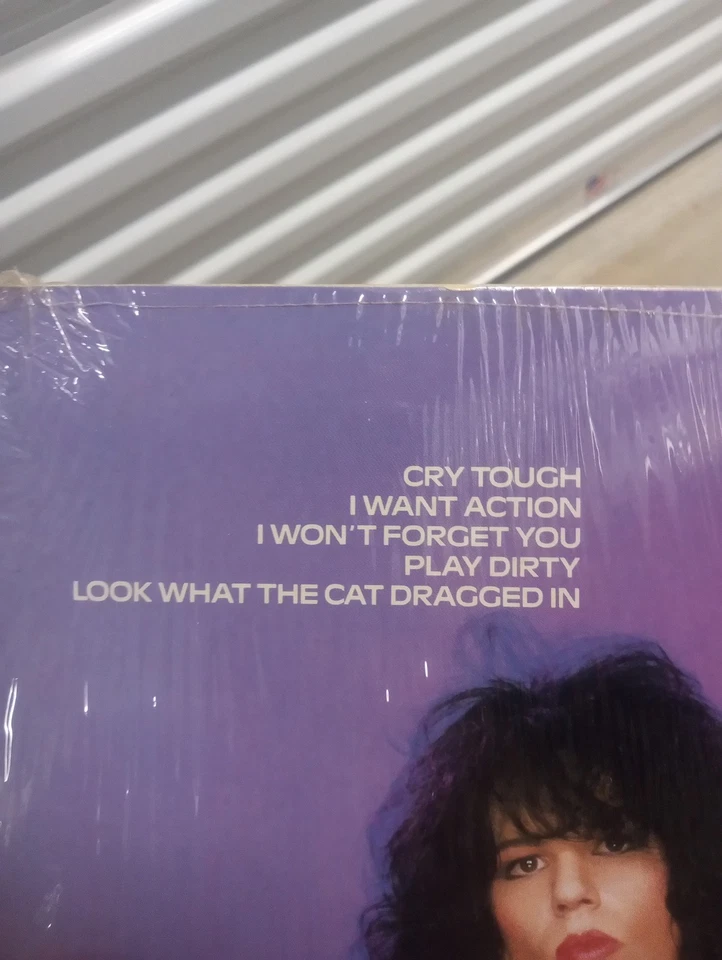 CRY TOUGH
I WANT ACTION
I WON'T FORGET YOU
PLAY DIRTY
LOOK WHAT THE CAT DRAGGED IN